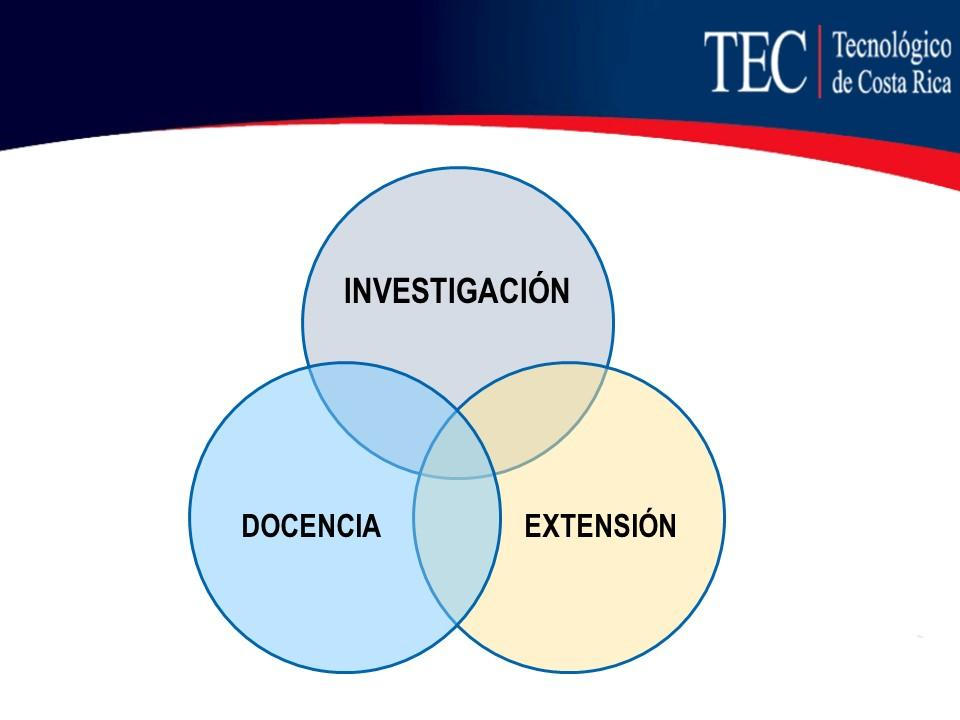 TEC
Tecnológico
de Costa Rica
INVESTIGACIÓN
DOCENCIA
EXTENSIÓN